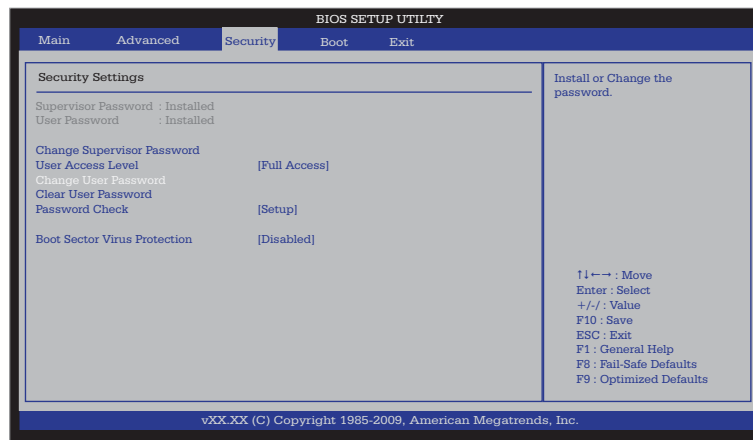 BIOS SETUP UTILTY
Main Advanced Security Boot Exit
Security Settings
Supervisor Password : Installed
User Password : Installed
Change Supervisor Password
User Access Level [Full Access]
Change User Password
Clear User Password
Password Check [Setup]
Boot Sector Virus Protection [Disabled]
Install or Change the
password.
↑↓←→ : Move
Enter : Select
+/-/ : Value
F10 : Save
ESC : Exit
F1 : General Help
F8 : Fail-Safe Defaults
F9 : Optimized Defaults
vXX.XX (C) Copyright 1985-2009, American Megatrends, Inc.